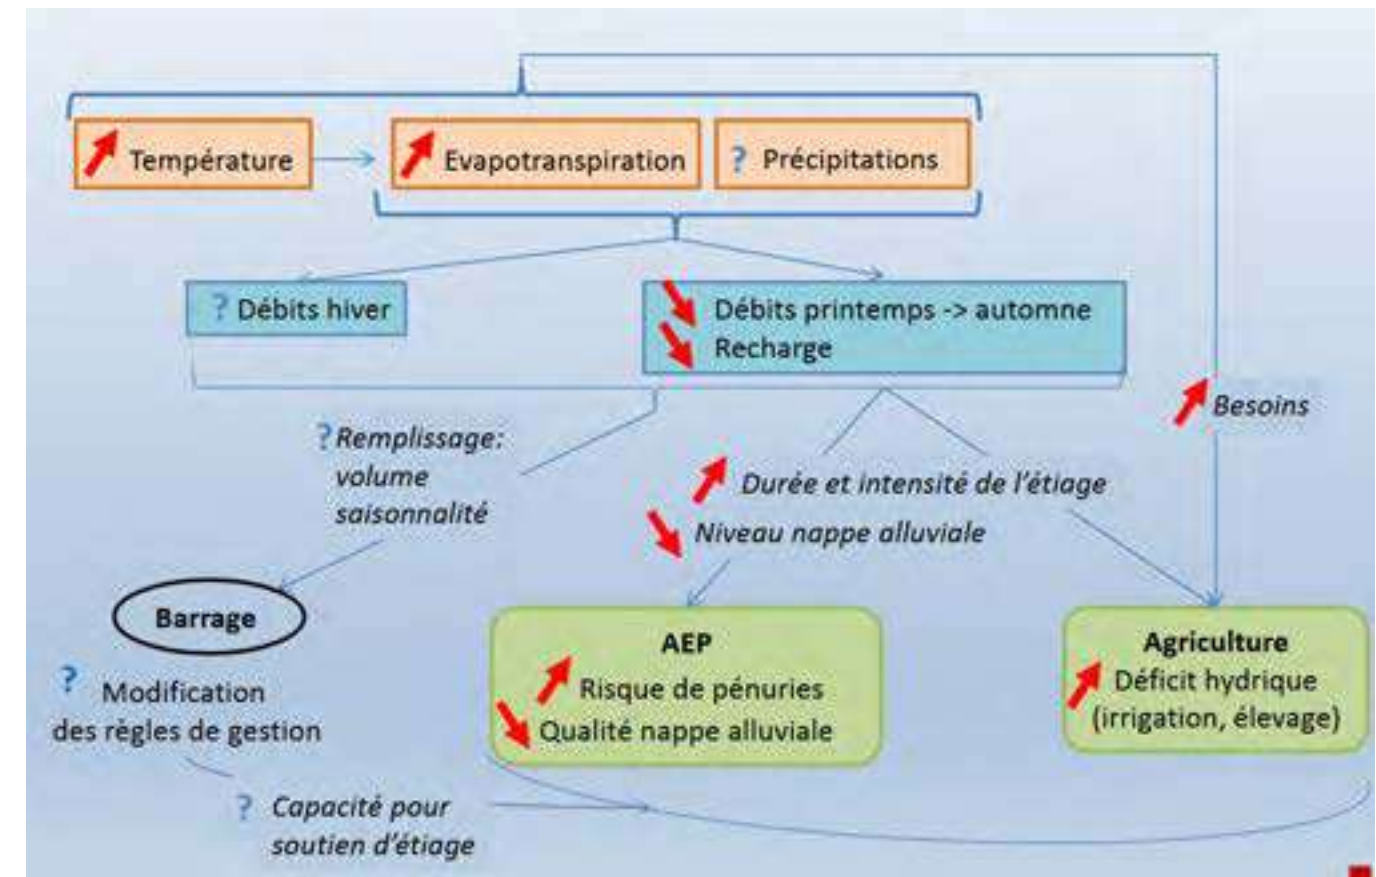 Température
Evapotranspiration
? Précipitations
? Débits hiver
Débits printemps -> automne
Recharge
Besoins
? Remplissage:
volume
saisonnalité
Durée et intensité de l'étiage
Niveau nappe alluviale
Barrage
? Modification
des règles de gestion
AEP
Risque de pénuries
Qualité nappe alluviale
Agriculture
Déficit hydrique
(irrigation, élevage)
? Capacité pour
soutien d'étiage